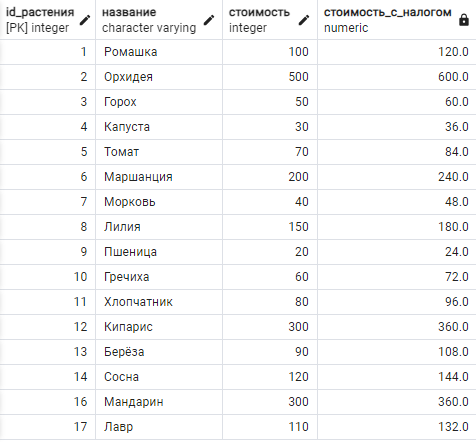 id_растения название стоимость стоимость_с_налогом
[PK] integer character varying integer numeric
1 Ромашка 100 120.0
2 Орхидея 500 600.0
3 Горох 50 60.0
4 Капуста 30 36.0
5 Томат 70 84.0
6 Маршанция 200 240.0
7 Морковь 40 48.0
8 Лилия 150 180.0
9 Пшеница 20 24.0
10 Гречиха 60 72.0
11 Хлопчатник 80 96.0
12 Кипарис 300 360.0
13 Берёза 90 108.0
14 Сосна 120 144.0
16 Мандарин 300 360.0
17 Лавр 110 132.0